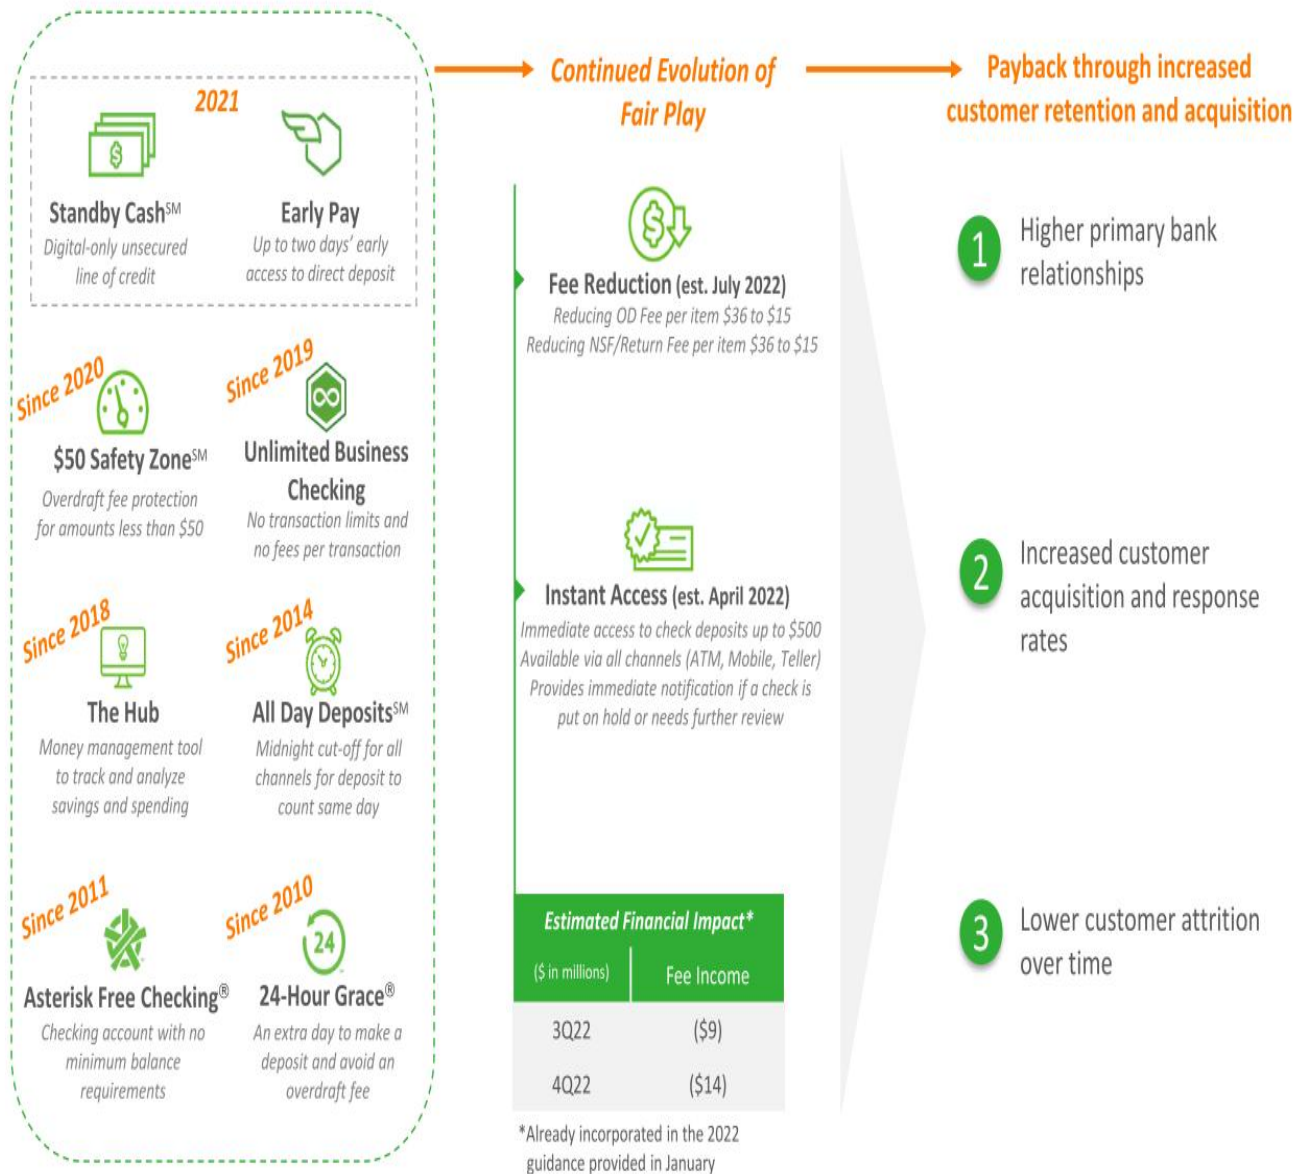 2021
Standby Cash℠
Digital-only unsecured
line of credit
Early Pay
Up to two days' early
access to direct deposit
Since 2020
$50 Safety Zone℠
Overdraft fee protection
for amounts less than $50
Since 2019
Unlimited Business
Checking
No transaction limits and
no fees per transaction
Since 2018
The Hub
Money management tool
to track and analyze
savings and spending
Since 2014
All Day Deposits℠
Midnight cut-off for all
channels for deposit to
count same day
Since 2011
Asterisk Free Checking®
Checking account with no
minimum balance
requirements
Since 2010
24
24-Hour Grace®
An extra day to make a
deposit and avoid an
overdraft fee
Continued Evolution of
Fair Play
Fee Reduction (est. July 2022)
Reducing OD Fee per item $36 to $15
Reducing NSF/Return Fee per item $36 to $15
Instant Access (est. April 2022)
Immediate access to check deposits up to $500
Available via all channels (ATM, Mobile, Teller)
Provides immediate notification if a check is
put on hold or needs further review
Estimated Financial Impact*
($ in millions) Fee Income
3Q22 ($9)
4Q22 ($14)
*Already incorporated in the 2022
guidance provided in January
Payback through increased
customer retention and acquisition
1 Higher primary bank
relationships
2 Increased customer
acquisition and response
rates
3 Lower customer attrition
over time